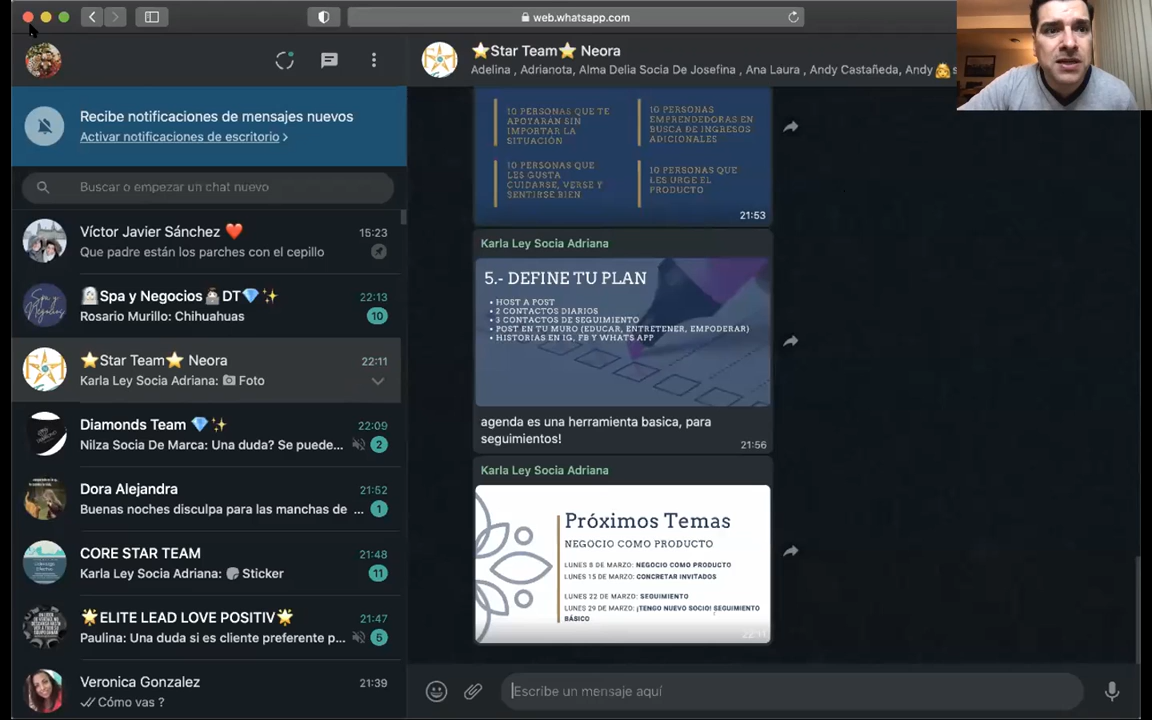 web.whatsapp.com
Recibe notificaciones de mensajes nuevos
Activar notificaciones de escritorio >
Buscar o empezar un chat nuevo
Víctor Javier Sánchez ❤️
15:23
Que padre están los parches con el cepillo
Spa y Negocios
Spa y Negocios DT💎✨
22:13
Rosario Murillo: Chihuahuas
10
⭐Star Team⭐ Neora
22:11
Karla Ley Socia Adriana: 📷 Foto
Diamonds Team 💎✨
22:09
Nilza Socia De Marca: Una duda? Se puede...
2
Dora Alejandra
21:52
Buenas noches disculpa para las manchas de ...
1
CORE STAR TEAM
21:48
Karla Ley Socia Adriana: Sticker
11
🌟ELITE LEAD LOVE POSITIV🌟
21:47
Paulina: Una duda si es cliente preferente p...
5
Veronica Gonzalez
21:39
✓✓ Cómo vas ?
⭐Star Team⭐ Neora
Adelina , Adrianota, Alma Delia Socia De Josefina , Ana Laura , Andy Castañeda, Andy
10 PERSONAS QUE TE
APOYARAN SIN
IMPORTAR LA
SITUACIÓN
10 PERSONAS
EMPRENDEDORAS EN
BUSCA DE INGRESOS
ADICIONALES
10 PERSONAS QUE
LES GUSTA
CUIDARSE, VERSE Y
SENTIRSE BIEN
10 PERSONAS QUE
LES URGE EL
PRODUCTO
21:53
Karla Ley Socia Adriana
5.- DEFINE TU PLAN
• HOST A POST
• 2 CONTACTOS DIARIOS
• 3 CONTACTOS DE SEGUIMIENTO
• POST EN TU MURO (EDUCAR, ENTRETENER, EMPODERAR)
• HISTORIAS EN IG, FB Y WHATS APP
agenda es una herramienta basica, para
seguimientos!
21:56
Karla Ley Socia Adriana
Próximos Temas
NEGOCIO COMO PRODUCTO
LUNES 8 DE MARZO: NEGOCIO COMO PRODUCTO
LUNES 15 DE MARZO: CONCRETAR INVITADOS
LUNES 22 DE MARZO: SEGUIMIENTO
LUNES 29 DE MARZO: ¡TENGO NUEVO SOCIO! SEGUIMIENTO
BÁSICO
22:11
Escribe un mensaje aquí